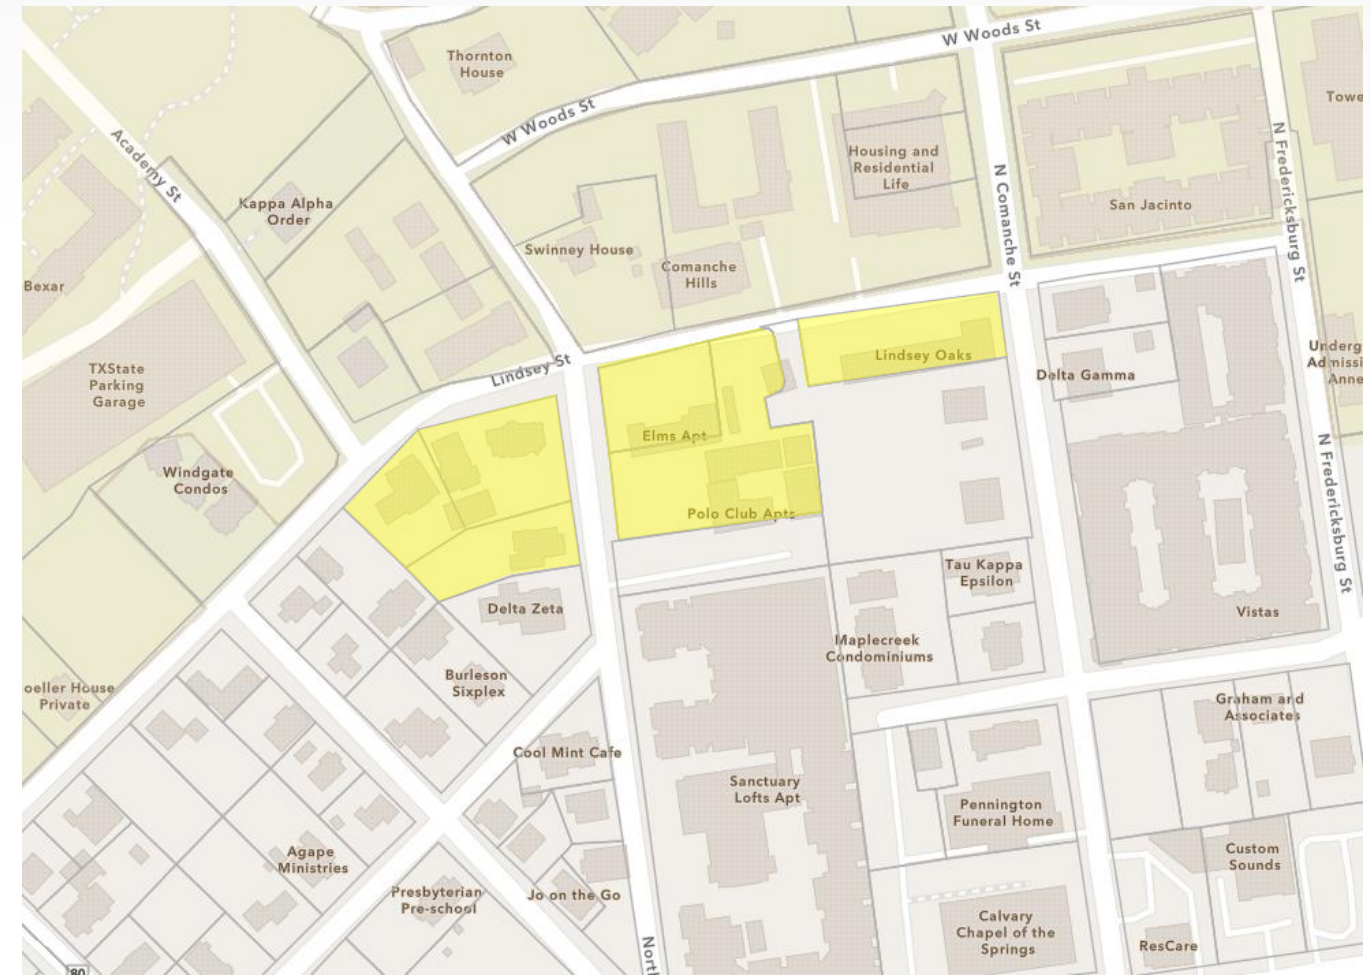 W Woods St
Thornton
House
Towe
W Woods St
Academy St
N Fredericksburg St
Housing and
Residential
Life
N Comanche St
Kappa Alpha
Order
San Jacinto
Swinney House
Comanche
Hills
Bexar
TXState
Parking
Garage
Lindsey St
Lindsey Oaks
Underg
Admissi
Anne
Delta Gamma
Elms Apt
Windgate
Condos
N Fredericksburg St
Polo Club Apts
Tau Kappa
Epsilon
Delta Zeta
Vistas
Maplecreek
Condominiums
Burleson
Sixplex
oeller House
Private
Graham and
Associates
Cool Mint Cafe
Sanctuary
Lofts Apt
Pennington
Funeral Home
Agape
Ministries
Custom
Sounds
Presbyterian
Pre-school
Jo on the Go
Calvary
Chapel of the
Springs
ResCare
North
80